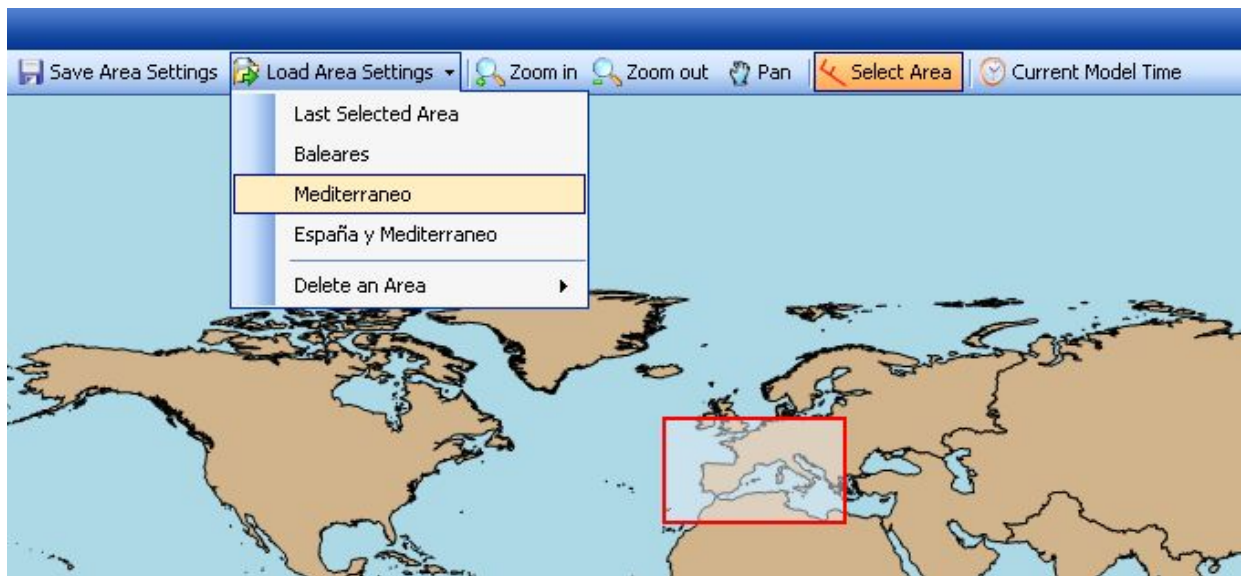 Save Area Settings Load Area Settings Zoom in Zoom out Pan Select Area Current Model Time
Last Selected Area
Baleares
Mediterraneo
España y Mediterraneo
Delete an Area